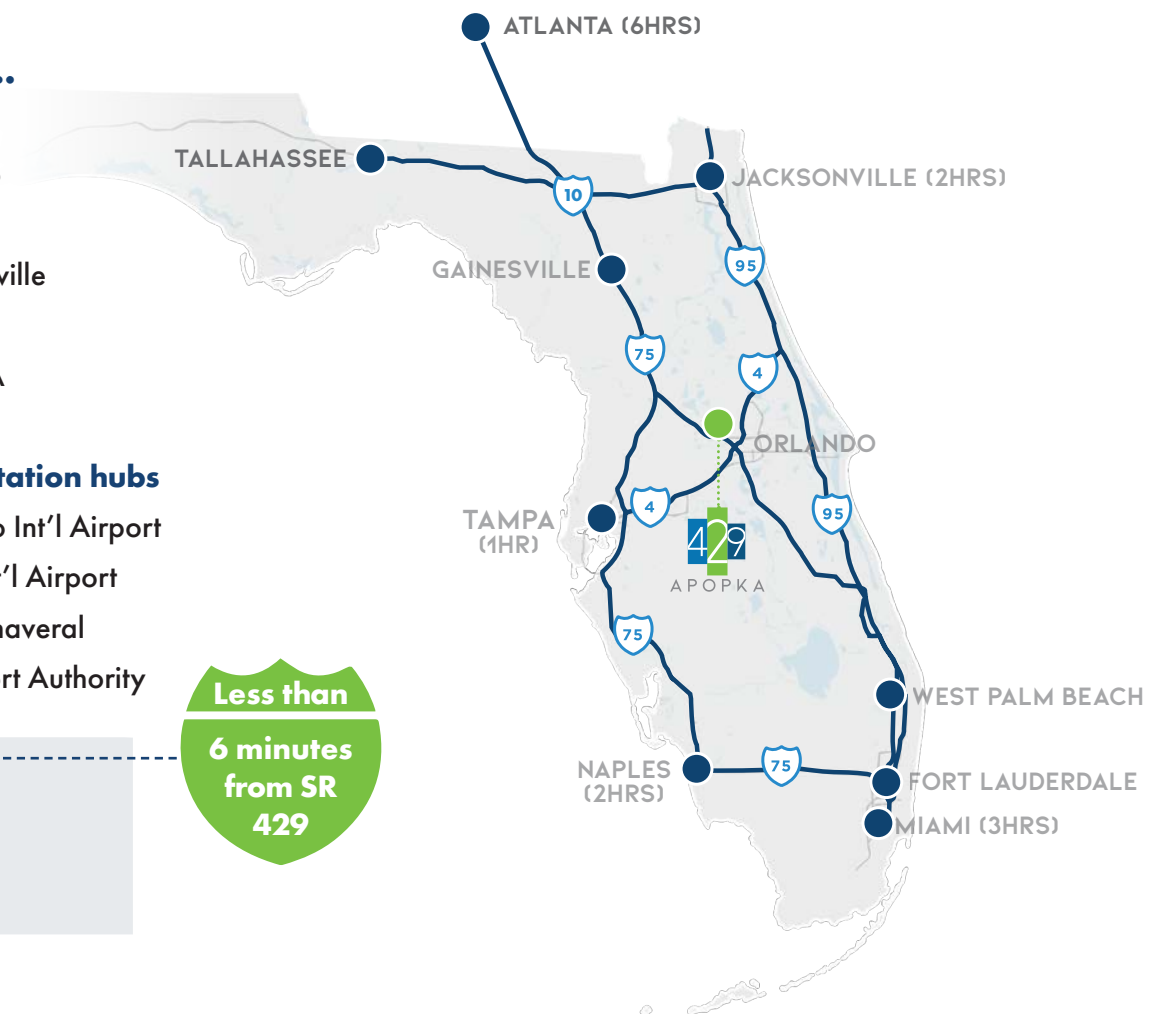 ATLANTA (6HRS)
TALLAHASSEE
10
JACKSONVILLE (2HRS)
GAINESVILLE
95
75
4
ORLANDO
4
TAMPA
(1HR)
95
429
APOPKA
75
WEST PALM BEACH
NAPLES
(2HRS)
75
FORT LAUDERDALE
MIAMI (3HRS)
ville
A
tation hubs
o Int’l Airport
t’l Airport
naveral
rt Authority
Less than
6 minutes
from SR
429